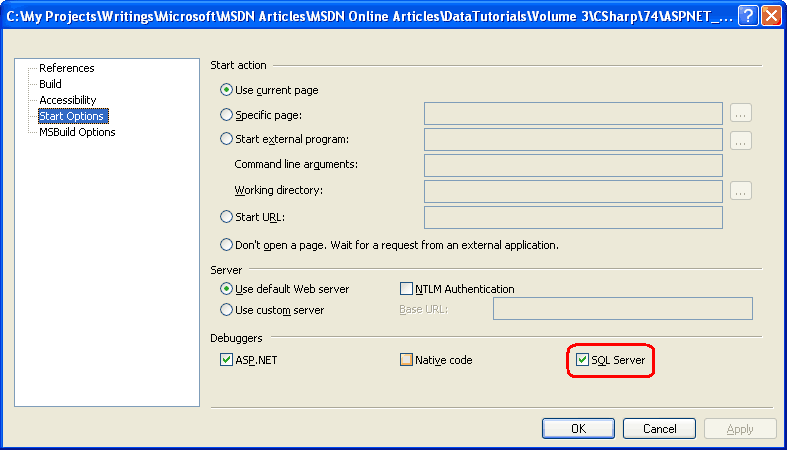 C:\My Projects\Writings\Microsoft\MSDN Articles\MSDN Online Articles\DataTutorials\Volume 3\CSharp\74\ASPNET_...
References
Build
Accessibility
Start Options
MSBuild Options
Start action
Use current page
Specific page:
...
Start external program:
...
Command line arguments:
Working directory:
...
Start URL:
Don't open a page. Wait for a request from an external application.
Server
Use default Web server
NTLM Authentication
Use custom server
Base URL:
Debuggers
ASP.NET
Native code
SQL Server
OK
Cancel
Apply